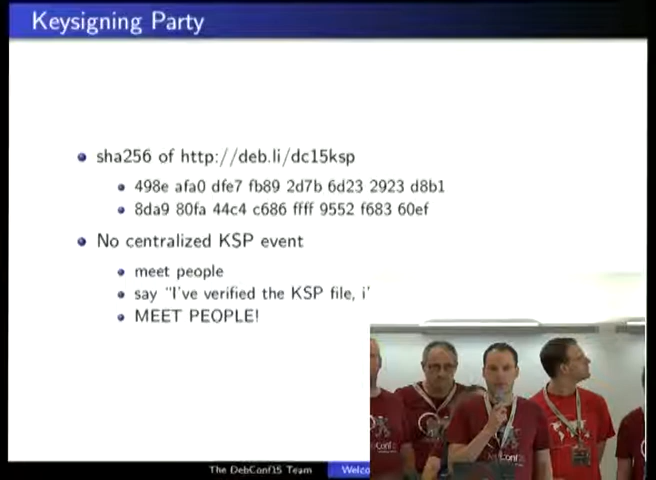 Keysigning Party
sha256 of http://deb.li/dc15ksp
498e afa0 dfe7 fb89 2d7b 6d23 2923 d8b1
8da9 80fa 44c4 c686 ffff 9552 f683 60ef
No centralized KSP event
meet people
say "I've verified the KSP file, i'
MEET PEOPLE!
The DebConf15 Team
Welco